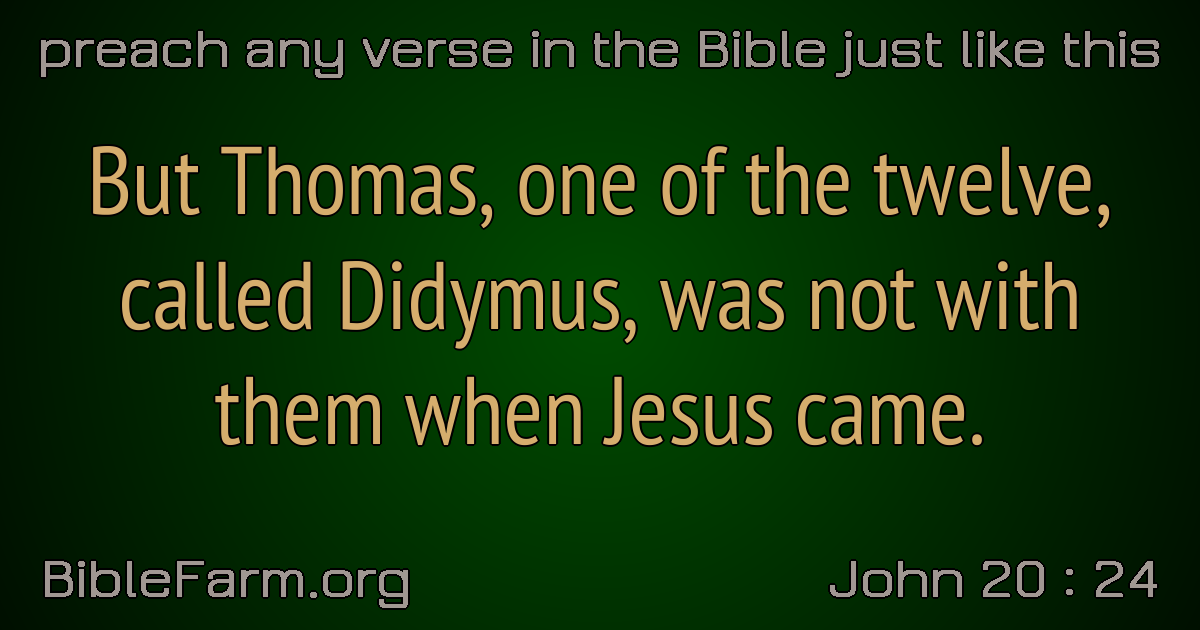 preach any verse in the Bible just like this
But Thomas, one of the twelve,
called Didymus, was not with
them when Jesus came.
BibleFarm.org
John 20 : 24